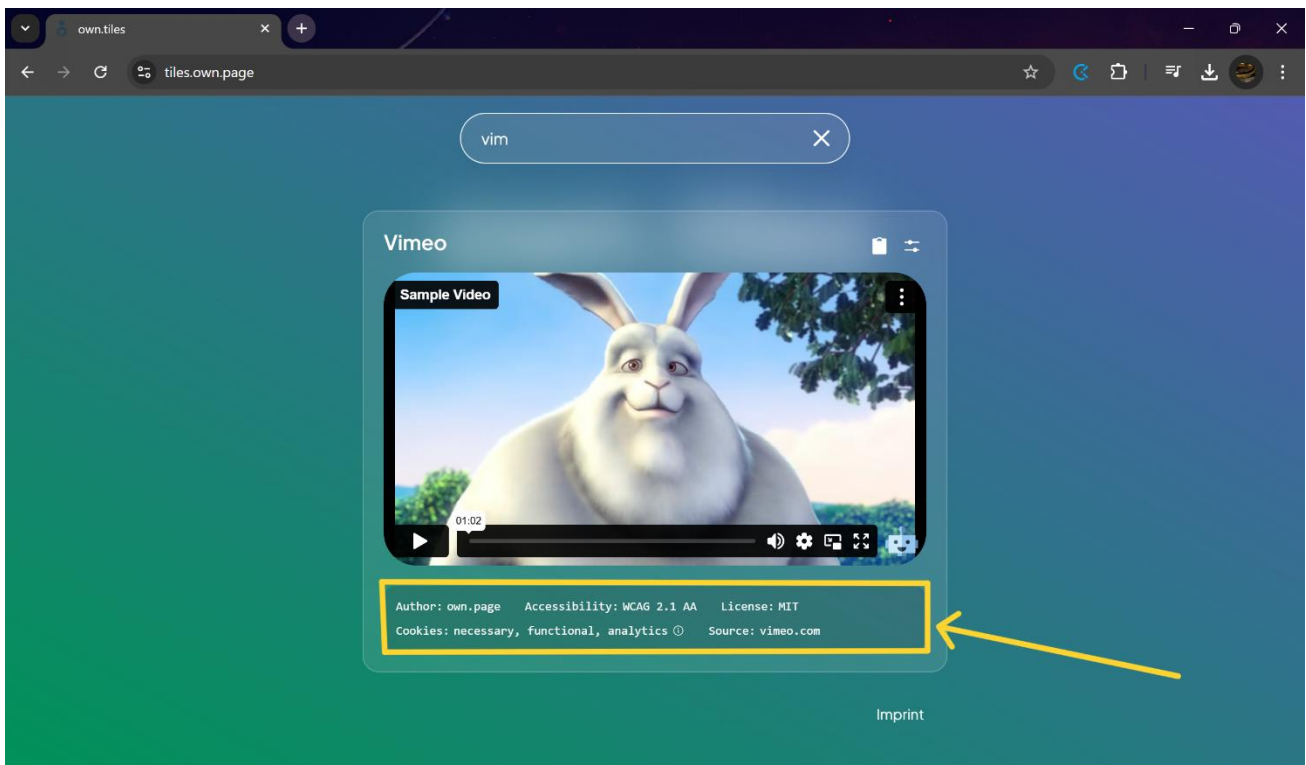 own.tiles
tiles.own.page
vim
Vimeo
Sample Video
01:02
Author: own.page Accessibility: WCAG 2.1 AA License: MIT
Cookies: necessary, functional, analytics Source: vimeo.com
Imprint